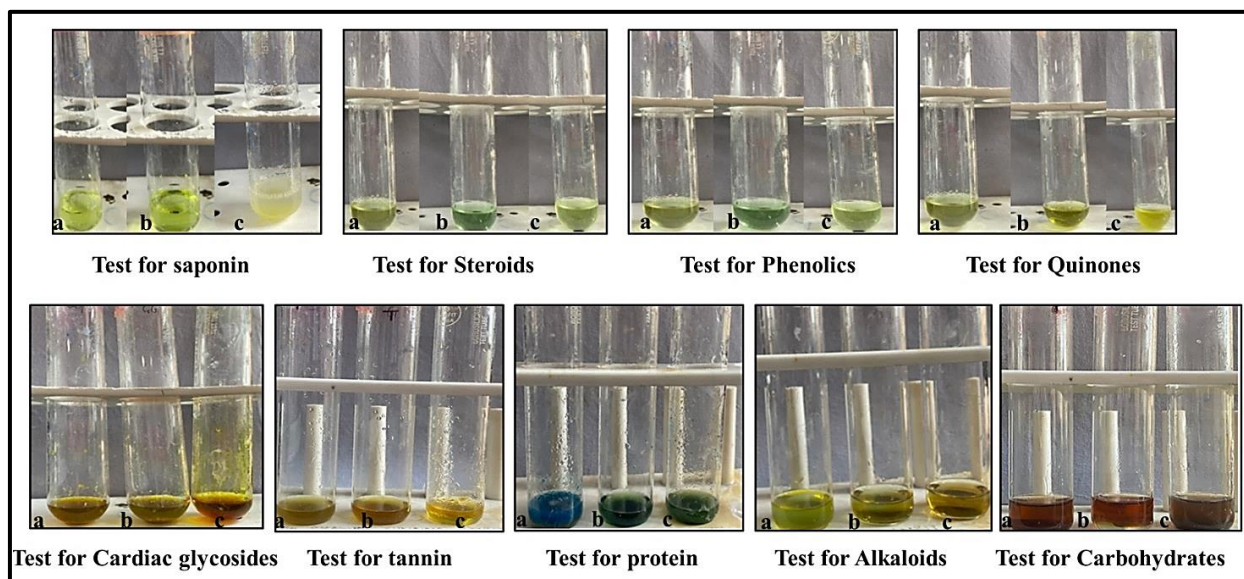 a b c
Test for saponin
a b c
Test for Steroids
a b c
Test for Phenolics
a b c
Test for Quinones
a b c
Test for Cardiac glycosides
a b c
Test for tannin
a b c
Test for protein
a b c
Test for Alkaloids
a b c
Test for Carbohydrates